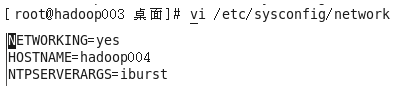 [root@hadoop003 桌面]# vi /etc/sysconfig/network
NETWORKING=yes
HOSTNAME=hadoop004
NTPSERVERARGS=iburst